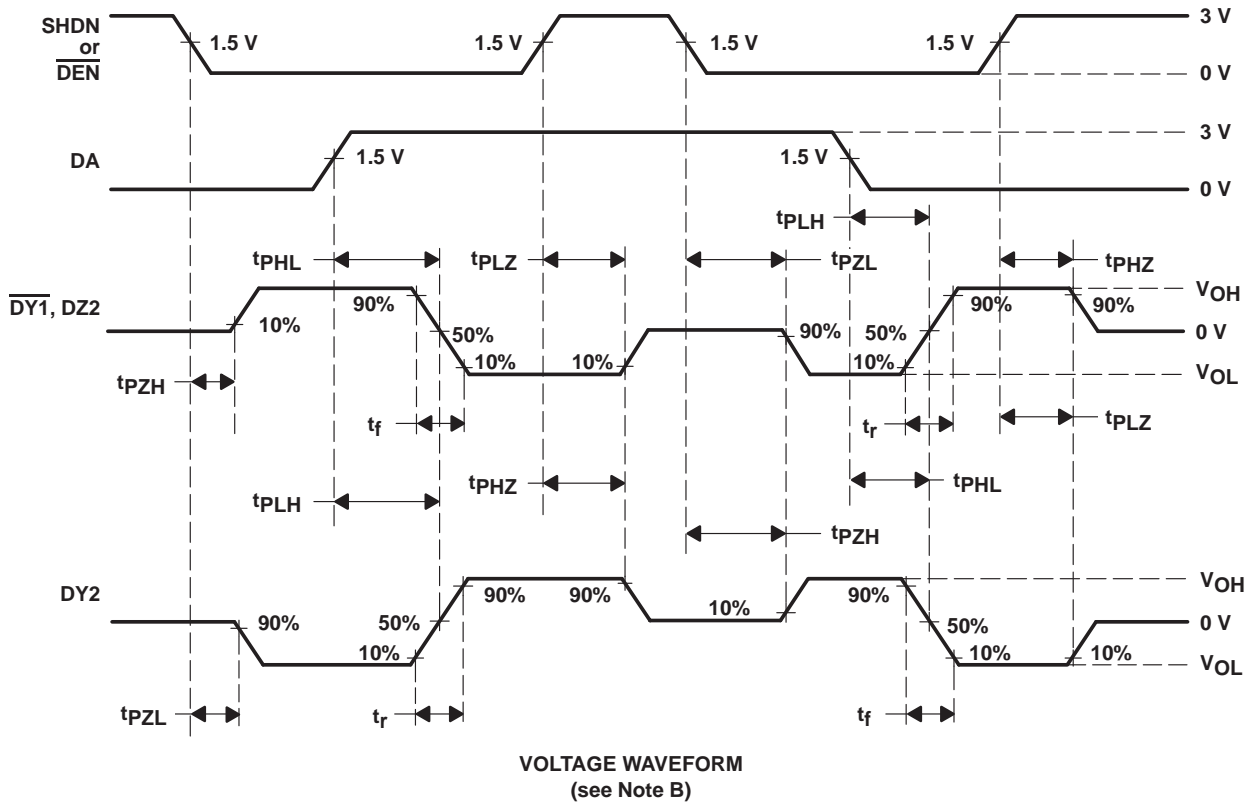 SHDN
or
DEN
1.5 V
1.5 V
1.5 V
1.5 V
3 V
0 V
DA
1.5 V
1.5 V
3 V
0 V
tPLH
tPHL
tPLZ
tPZL
tPHZ
DY1, DZ2
10%
90%
50%
10%
10%
90%
50%
10%
90%
90%
VOH
0 V
VOL
tPZH
tf
tr
tPLZ
tPLH
tPHZ
tPHL
tPZH
DY2
90%
10%
50%
90%
90%
10%
90%
50%
10%
10%
VOH
0 V
VOL
tPZL
tr
tf
VOLTAGE WAVEFORM
(see Note B)